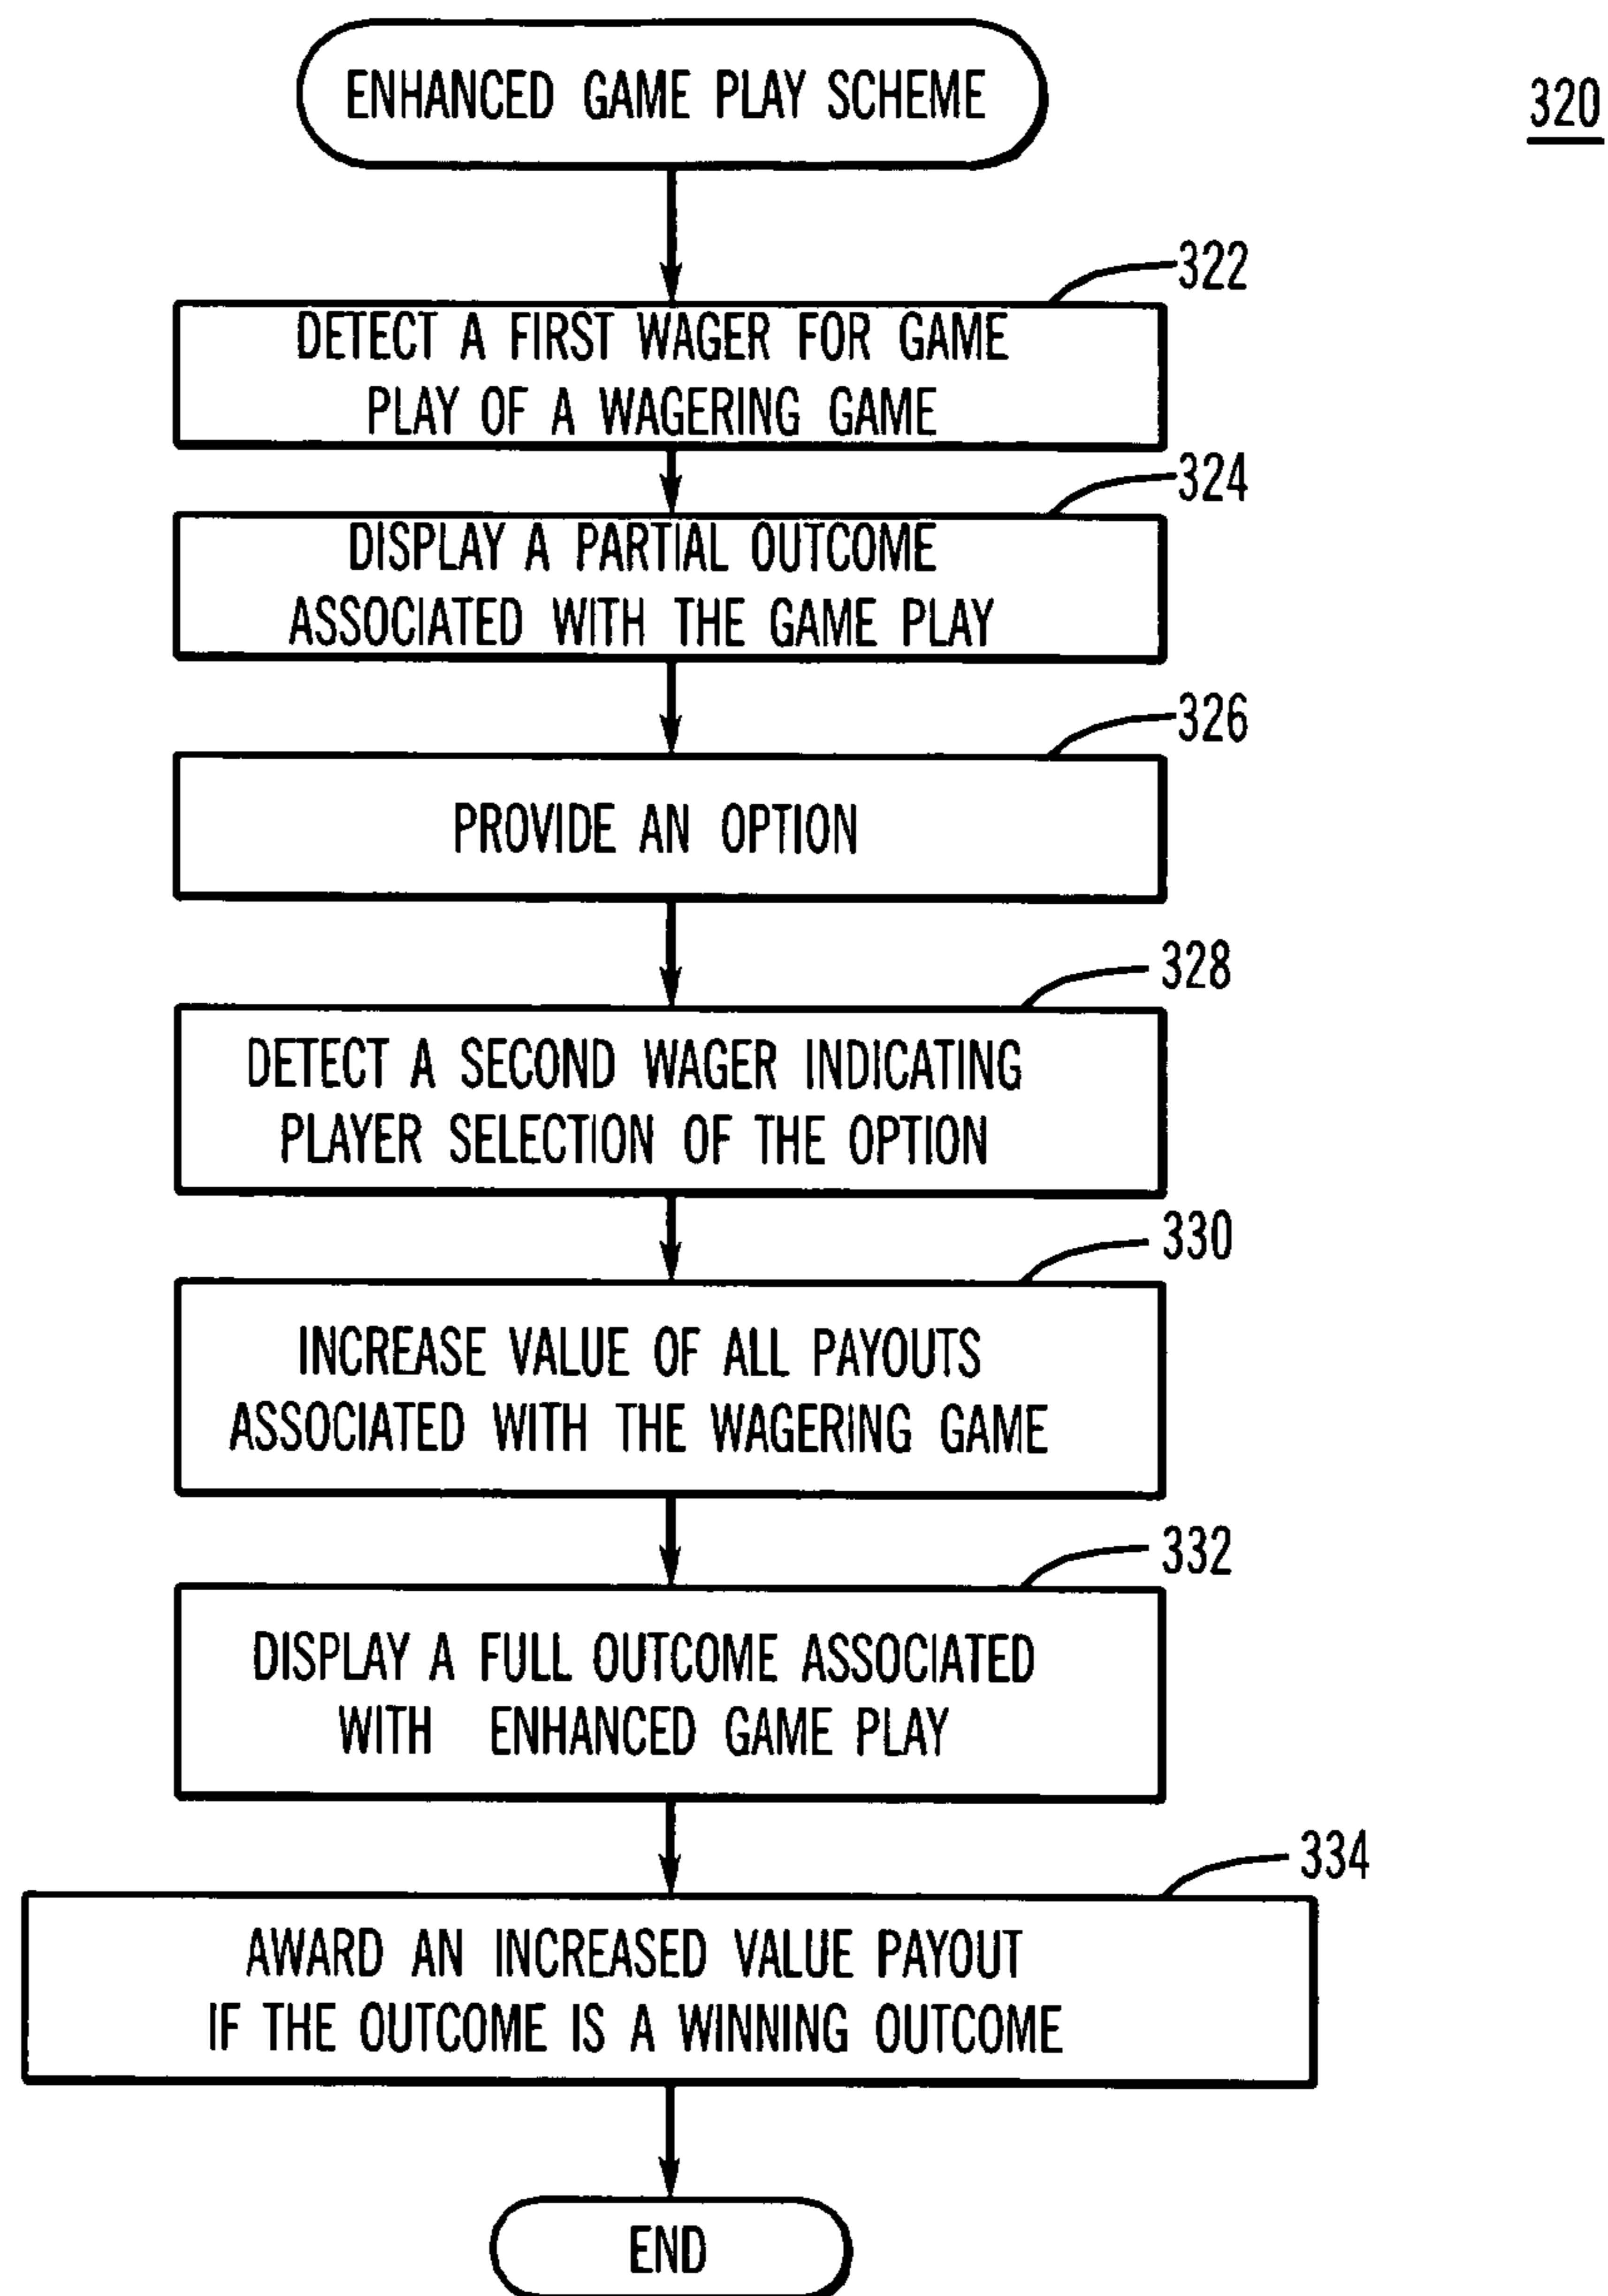 ENHANCED GAME PLAY SCHEME
320
322
DETECT A FIRST WAGER FOR GAME
PLAY OF A WAGERING GAME
324
DISPLAY A PARTIAL OUTCOME
ASSOCIATED WITH THE GAME PLAY
326
PROVIDE AN OPTION
328
DETECT A SECOND WAGER INDICATING
PLAYER SELECTION OF THE OPTION
330
INCREASE VALUE OF ALL PAYOUTS
ASSOCIATED WITH THE WAGERING GAME
332
DISPLAY A FULL OUTCOME ASSOCIATED
WITH ENHANCED GAME PLAY
334
AWARD AN INCREASED VALUE PAYOUT
IF THE OUTCOME IS A WINNING OUTCOME
END